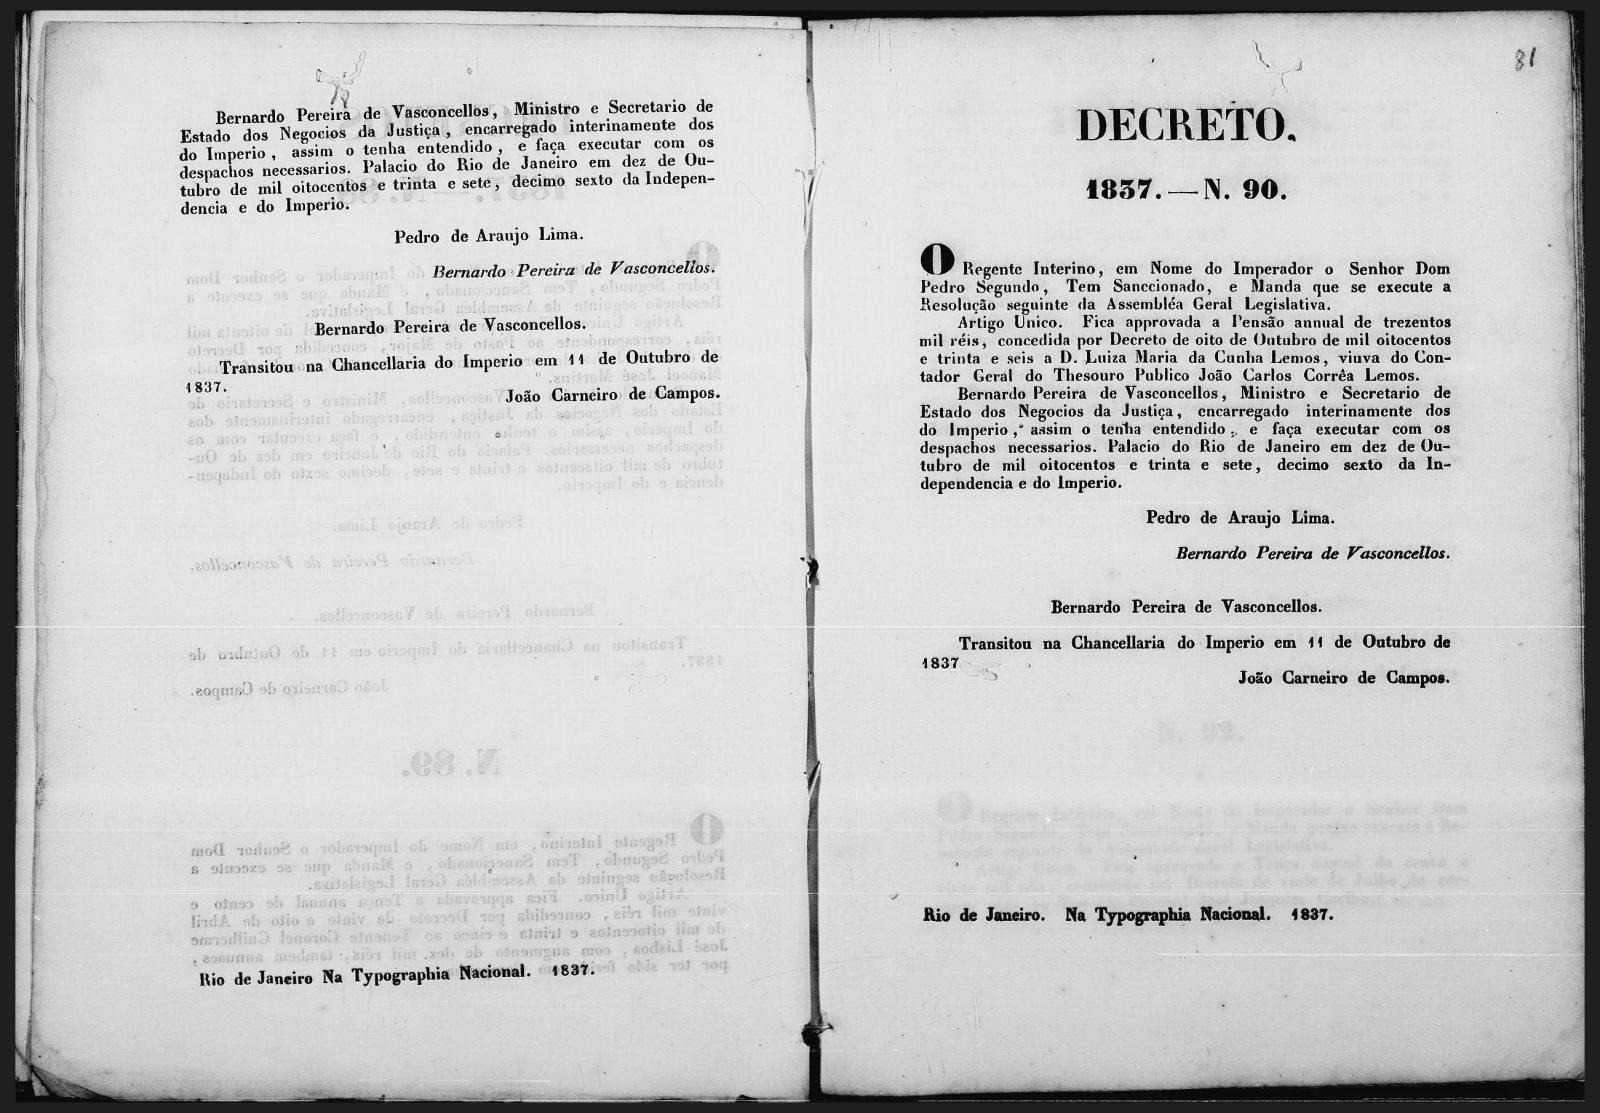 Bernardo Pereira de Vasconcellos, Ministro e Secretario de
Estado dos Negocios da Justiça, encarregado interinamente dos
do Imperio, assim o tenha entendido, e faça executar com os
despachos necessarios. Palacio do Rio de Janeiro em dez de Ou-
tubro de mil oitocentos e trinta e sete, decimo sexto da Indepen-
dencia e do Imperio.
Pedro de Araujo Lima.
Bernardo Pereira de Vasconcellos.
Bernardo Pereira de Vasconcellos.
Transitou na Chancellaria do Imperio em 11 de Outubro de
1837.
João Carneiro de Campos.
Rio de Janeiro Na Typographia Nacional. 1837.
81
DECRETO.
1837.—N. 90.
O Regente Interino, em Nome do Imperador o Senhor Dom
Pedro Segundo, Tem Sanccionado, e Manda que se execute a
Resolução seguinte da Assembléa Geral Legislativa.
Artigo Unico. Fica approvada a Pensão annual de trezentos
mil réis, concedida por Decreto de oito de Outubro de mil oitocentos
e trinta e seis a D. Luiza Maria da Cunha Lemos, viuva do Con-
tador Geral do Thesouro Publico João Carlos Corrêa Lemos.
Bernardo Pereira de Vasconcellos, Ministro e Secretario de
Estado dos Negocios da Justiça, encarregado interinamente dos
do Imperio, assim o tenha entendido, e faça executar com os
despachos necessarios. Palacio do Rio de Janeiro em dez de Ou-
tubro de mil oitocentos e trinta e sete, decimo sexto da In-
dependencia e do Imperio.
Pedro de Araujo Lima.
Bernardo Pereira de Vasconcellos.
Bernardo Pereira de Vasconcellos.
Transitou na Chancellaria do Imperio em 11 de Outubro de
1837
João Carneiro de Campos.
Rio de Janeiro. Na Typographia Nacional. 1837.